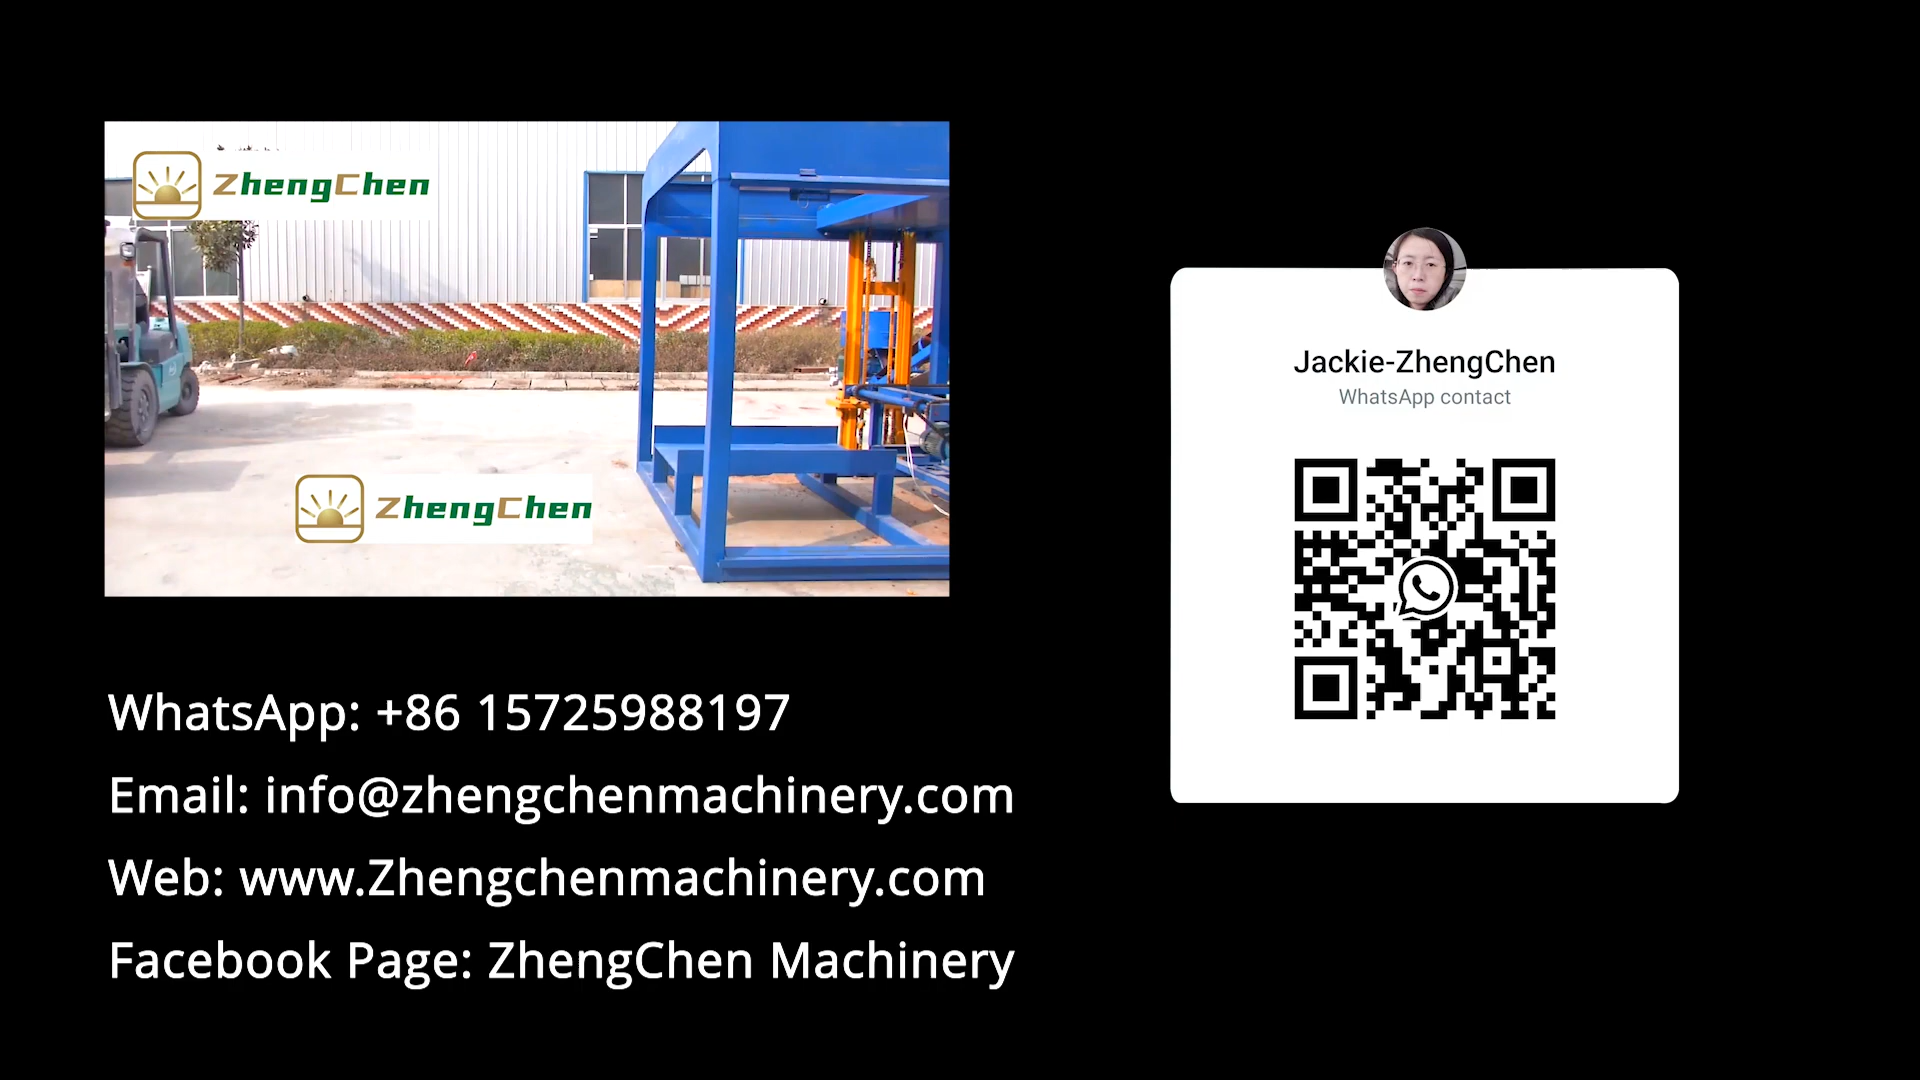 ZhengChen
ZhengChen
WhatsApp: +86 15725988197
Email: info@zhengchenmachinery.com
Web: www.Zhengchenmachinery.com
Facebook Page: ZhengChen Machinery
Jackie-ZhengChen
WhatsApp contact